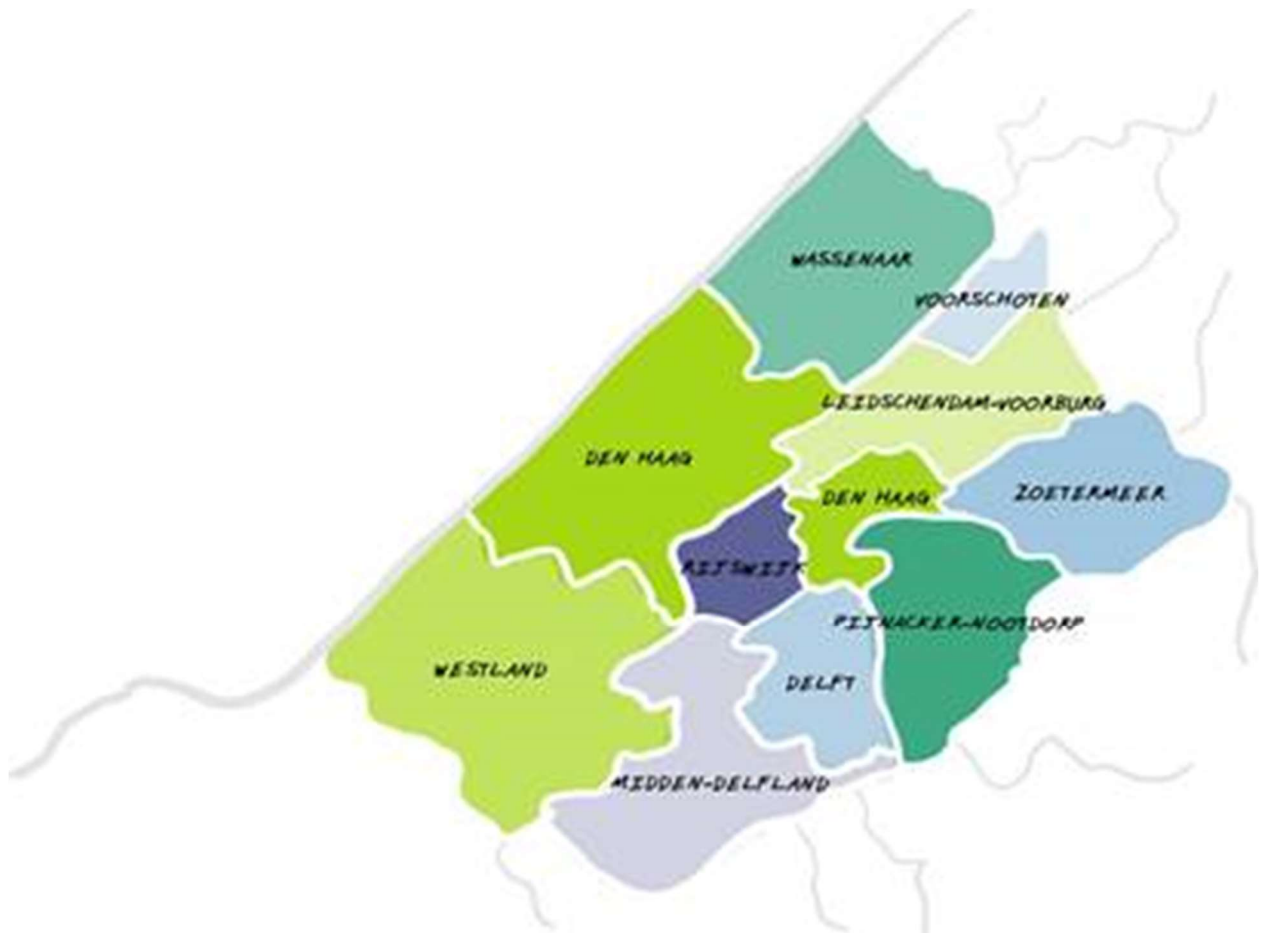 WASSENAAR
VOORSCHOTEN
LEIDSCHENDAM-VOORBURG
DEN HAAG
DEN HAAG
ZOETERMEER
RIJSWIJK
PIJNACKER-NOOTDORP
WESTLAND
DELFT
MIDDEN-DELFLAND